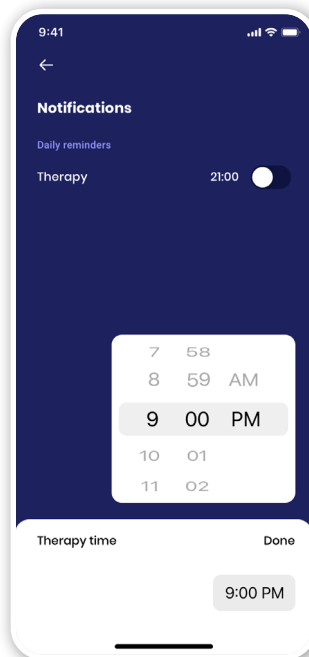 9:41
Notifications
Daily reminders
Therapy 21:00
7 58
8 59 AM
9 00 PM
10 01
11 02
Therapy time Done
9:00 PM